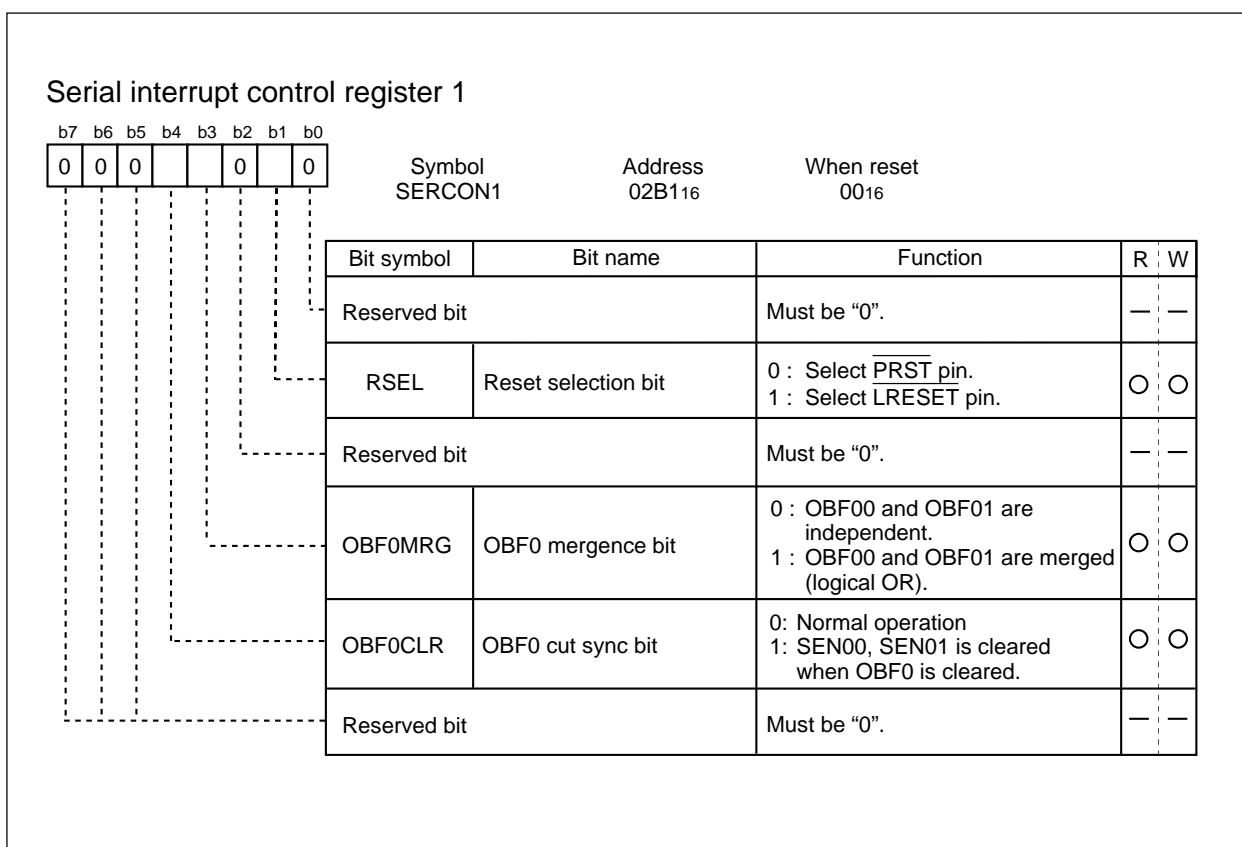 Serial interrupt control register 1
b7 b6 b5 b4 b3 b2 b1 b0
0 0 0 0 0
Symbol Address When reset
SERCON1 02B116 0016
Bit symbol Bit name Function R W
Reserved bit Must be “0”. — —
RSEL Reset selection bit 0 : Select PRST pin.
1 : Select LRESET pin.
Reserved bit Must be “0”. — —
OBF0MRG OBF0 mergence bit 0 : OBF00 and OBF01 are
independent.
1 : OBF00 and OBF01 are merged
(logical OR).
OBF0CLR OBF0 cut sync bit 0: Normal operation
1: SEN00, SEN01 is cleared
when OBF0 is cleared.
Reserved bit Must be “0”. — —